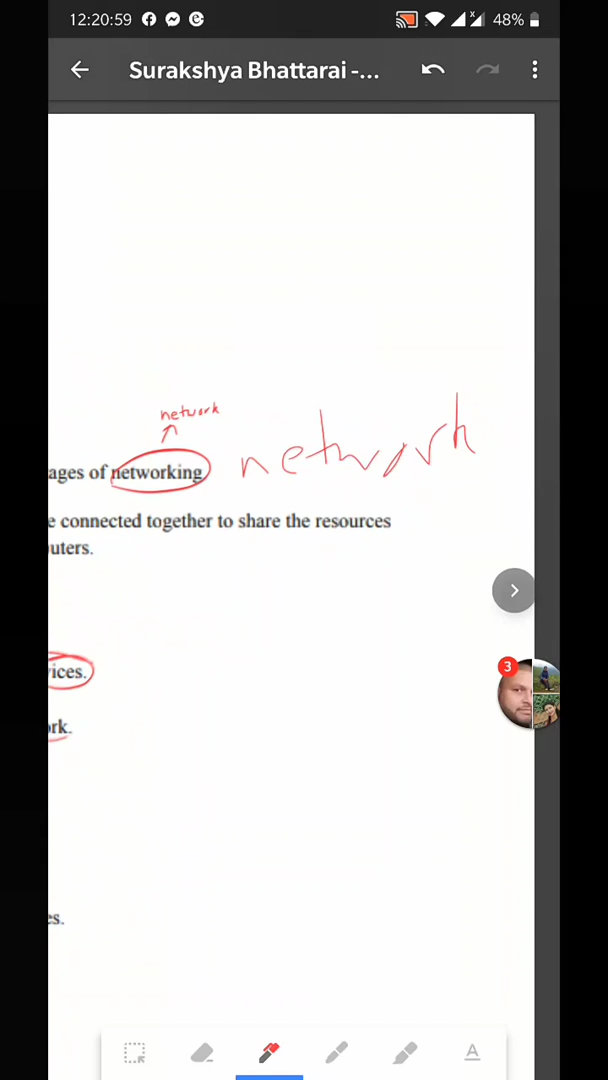 12:20:59 48%
Surakshya Bhattarai -...
network
network
ages of networking
e connected together to share the resources
uters.
3
ices.
ork.
es.
A